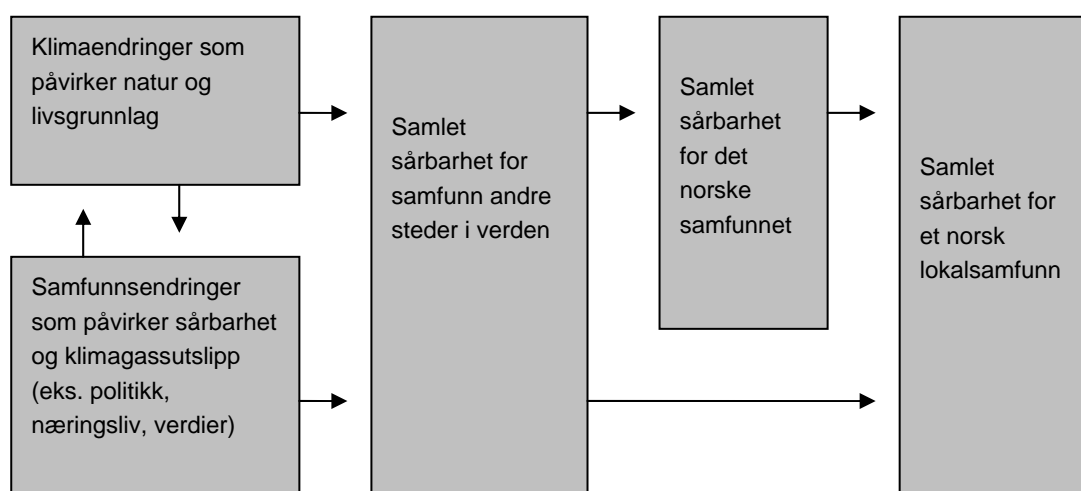 Klimaendringer som
påvirker natur og
livsgrunnlag
Samfunnsendringer
som påvirker sårbarhet
og klimagassutslipp
(eks. politikk,
næringsliv, verdier)
Samlet
sårbarhet for
samfunn andre
steder i verden
Samlet
sårbarhet
for det
norske
samfunnet
Samlet
sårbarhet for
et norsk
lokalsamfunn